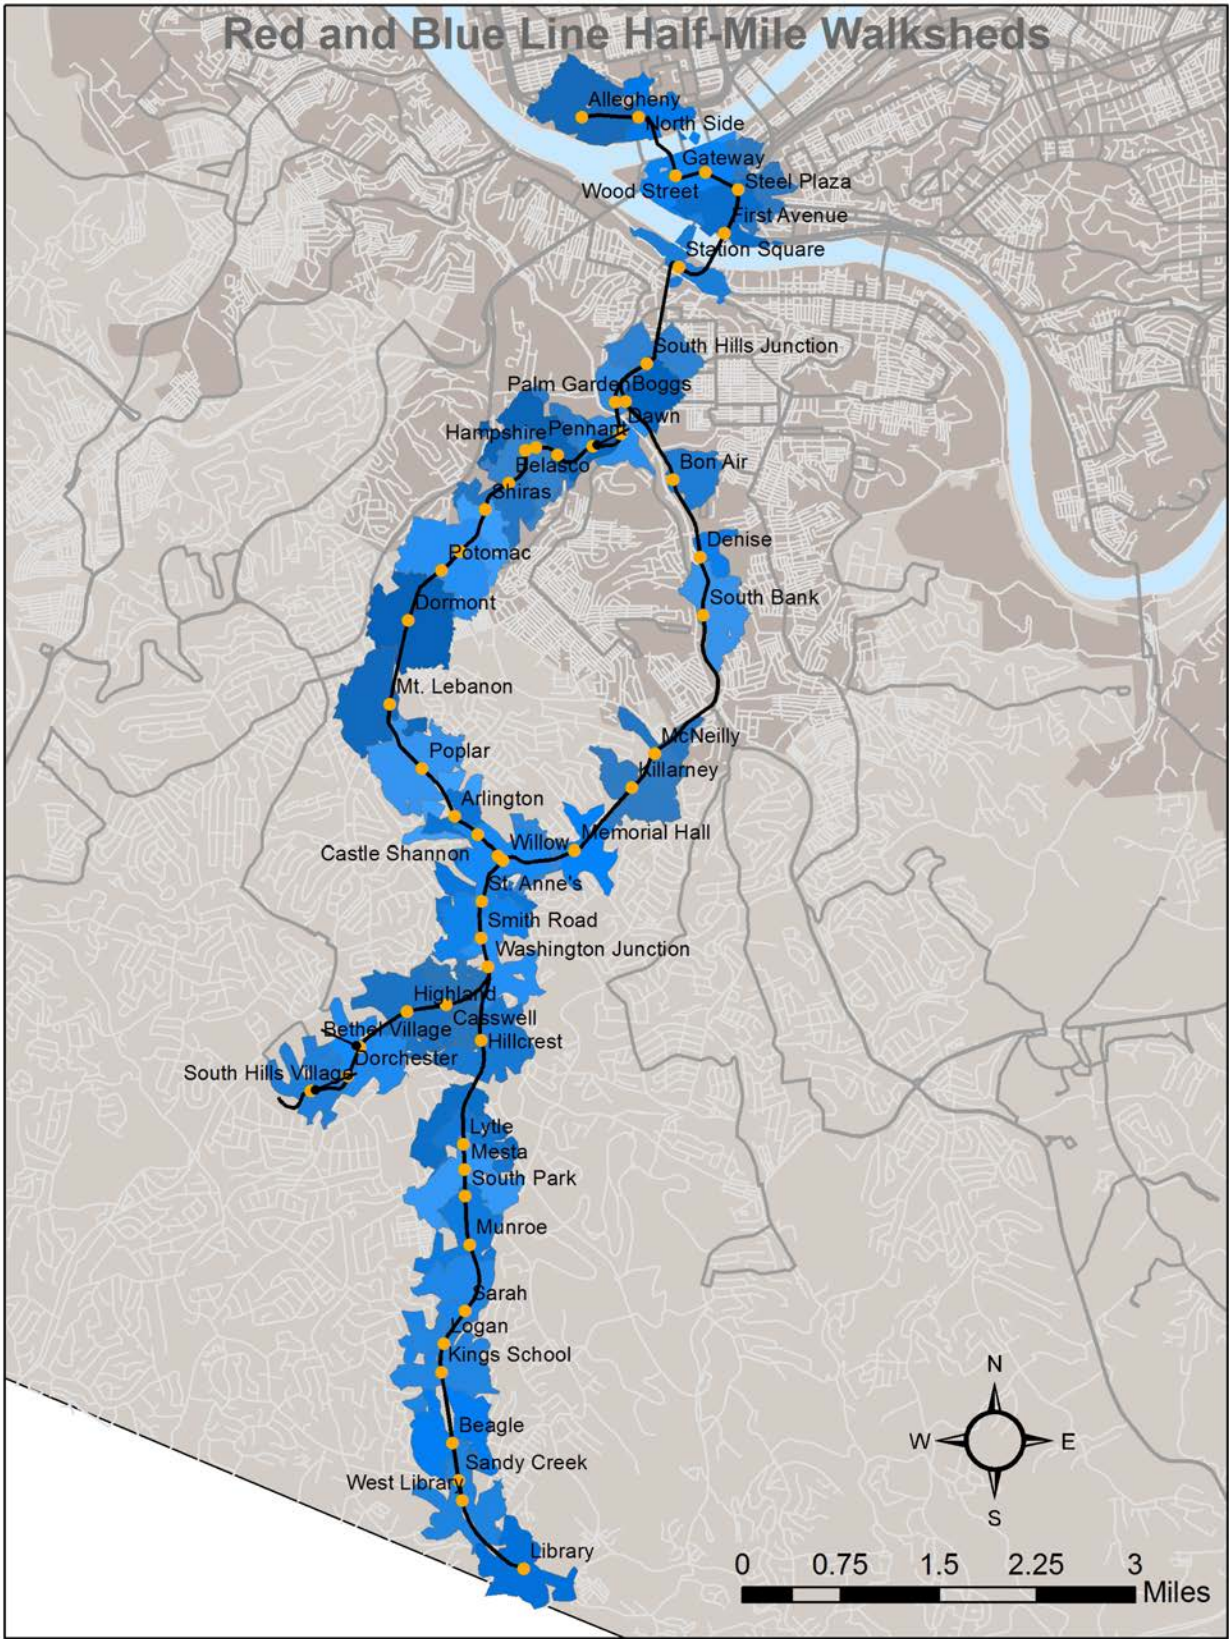 Red and Blue Line Half-Mile Walksheds
Allegheny
North Side
Gateway
Wood Street
Steel Plaza
First Avenue
Station Square
South Hills Junction
Palm Garden
Boggs
Dawn
Hampshire
Pennant
Belasco
Bon Air
Shiras
Denise
Potomac
South Bank
Dormont
Mt. Lebanon
McNeilly
Poplar
Killarney
Arlington
Memorial Hall
Willow
Castle Shannon
St. Anne's
Smith Road
Washington Junction
Highland
Casswell
Bethel Village
Hillcrest
Dorchester
South Hills Village
Lytle
Mesta
South Park
Munroe
Sarah
Logan
Kings School
Beagle
Sandy Creek
West Library
Library
N
W
E
S
0 0.75 1.5 2.25 3
Miles